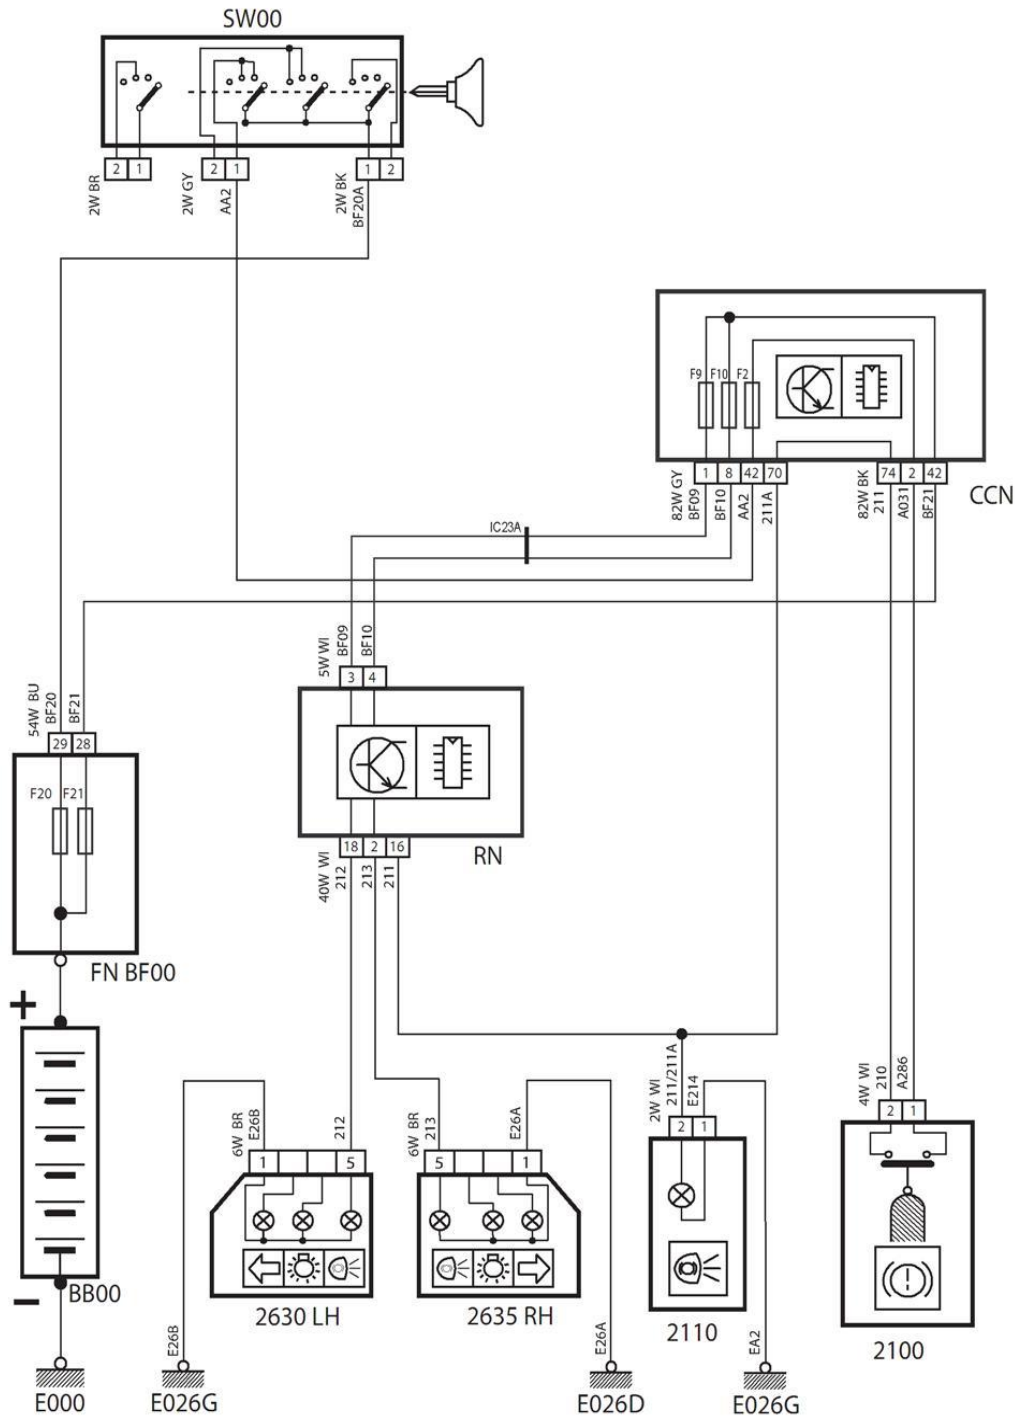 SW00
2 1 2 1 1 2
2W BR 2W GY AA2 2W BK BF20A
F9 F10 F2
1 8 42 70 74 2 42
82W GY BF09 BF10 AA2 211A 82W BK 211 A031 BF21
CCN
IC23A
5W WI BF09 BF10
3 4
54W BU BF20 BF21
29 28
F20 F21
18 2 16
RN
40W WI 212 213 211
FN BF00
+
2W WI 211/211A E214
4W WI 210 A286
2 1
2 1
6W BR E26B 212
6W BR 213 E26A
1 5
5 1
−
BB00
2630 LH
2635 RH
2110
2100
E26B
E26A
EA2
E000
E026G
E026D
E026G